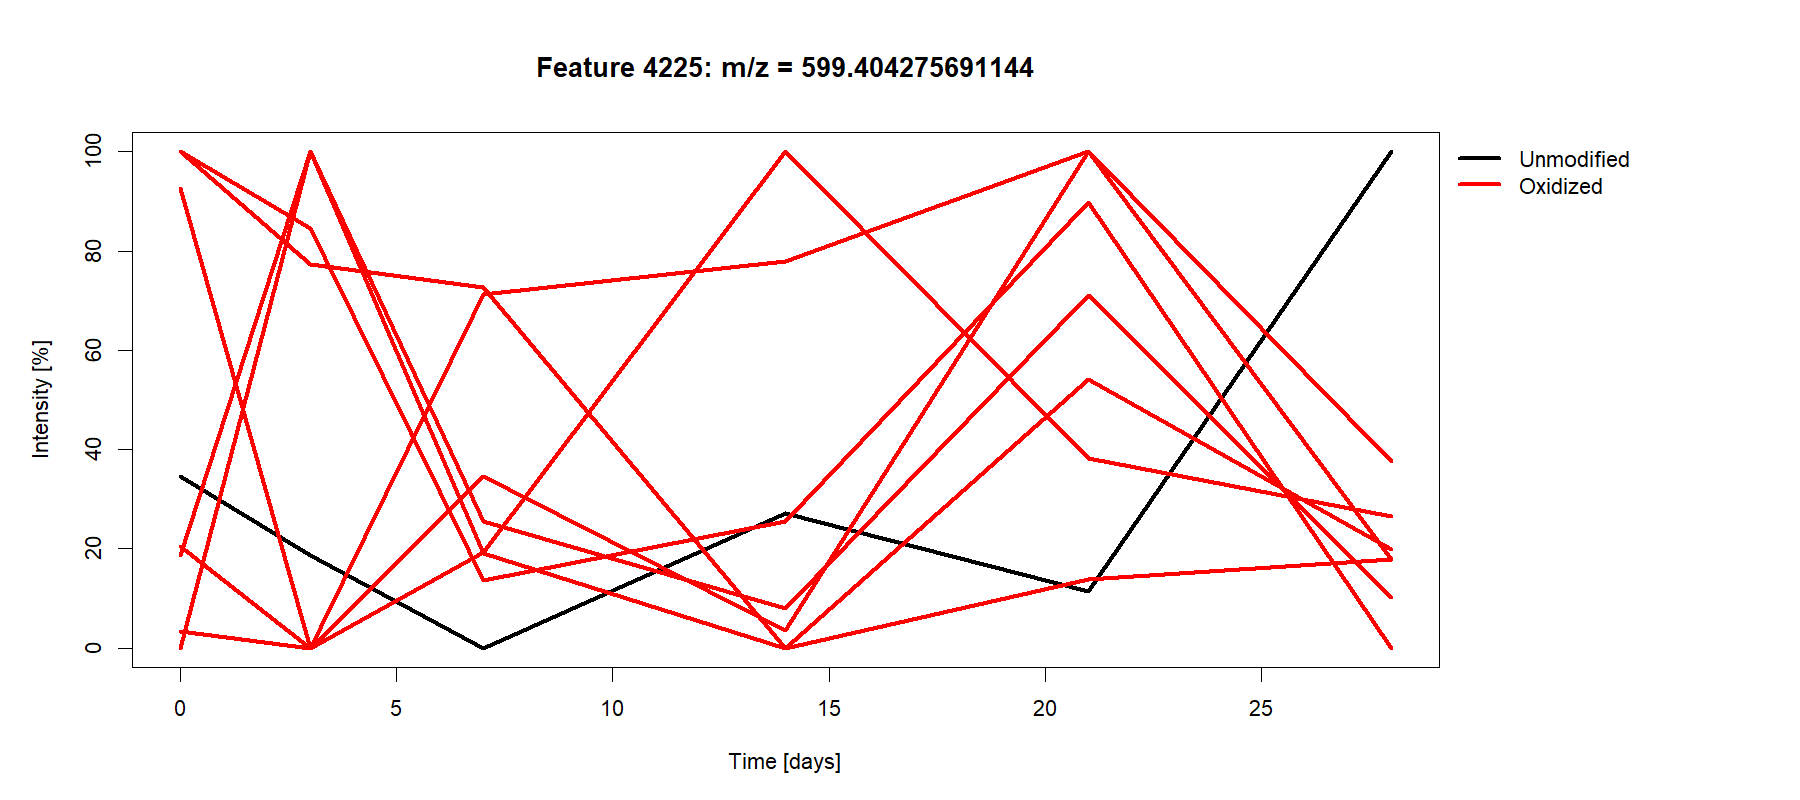 Feature 4225: m/z = 599.404275691144
Unmodified
Oxidized
Intensity [%]
100
80
60
40
20
0
0 5 10 15 20 25
Time [days]